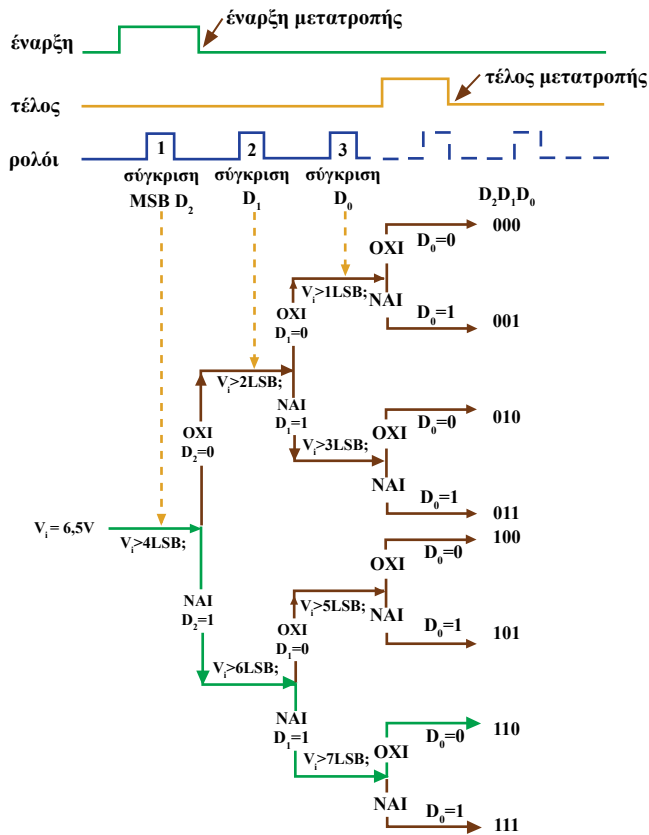 έναρξη μετατροπής
έναρξη
τέλος μετατροπής
τέλος
ρολόι
1 2 3
σύγκριση σύγκριση σύγκριση
MSB D₂ D₁ D₀
D₂D₁D₀
D₀=0 000
ΟΧΙ
Vᵢ>1LSB;
ΝΑΙ
D₀=1 001
ΟΧΙ
D₁=0
Vᵢ>2LSB;
ΝΑΙ
D₁=1
D₀=0 010
ΟΧΙ
Vᵢ>3LSB;
ΝΑΙ
D₀=1 011
ΟΧΙ
D₂=0
Vᵢ = 6,5V
Vᵢ>4LSB;
D₀=0 100
ΟΧΙ
Vᵢ>5LSB;
ΝΑΙ
D₀=1 101
ΝΑΙ
D₂=1
ΟΧΙ
D₁=0
Vᵢ>6LSB;
ΝΑΙ
D₁=1
D₀=0 110
ΟΧΙ
Vᵢ>7LSB;
ΝΑΙ
D₀=1 111